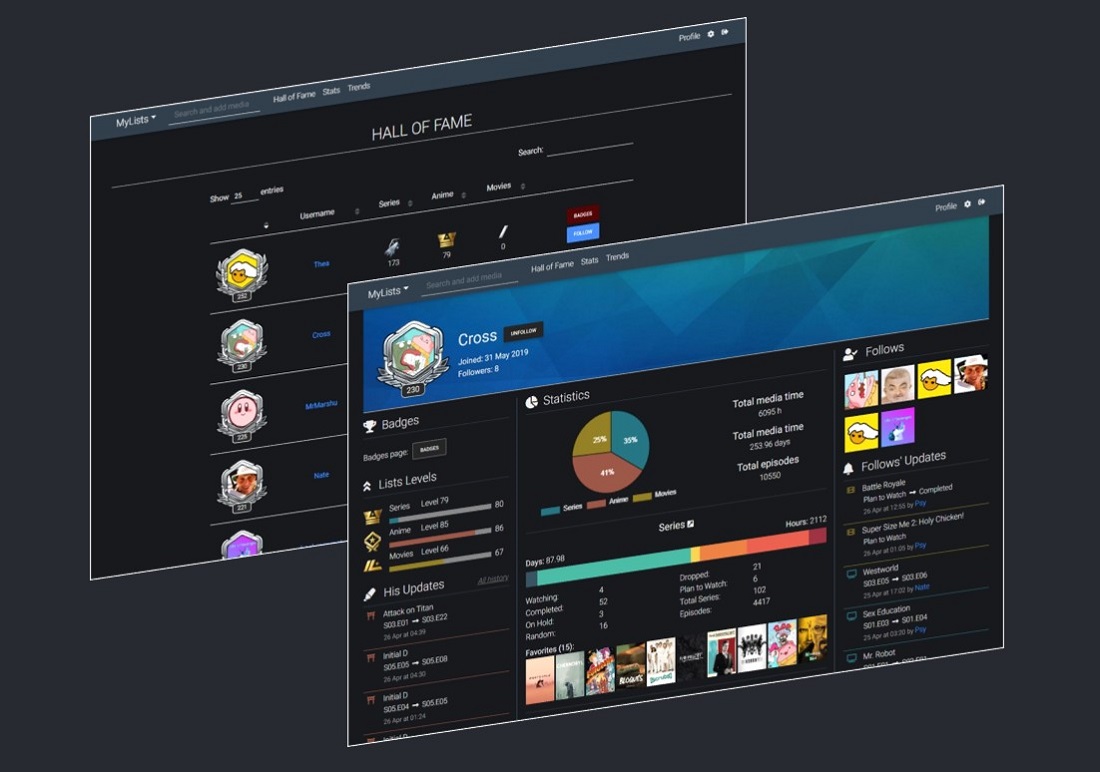 Profile
MyLists
Search and add media
Hall of Fame
Stats
Trends
HALL OF FAME
Search:
Show 25 entries
Username
Series
Anime
Movies
252
Thea
173
79
0
BADGES
FOLLOW
230
Cross
225
MrMarshu
221
Nate
Profile
MyLists
Search and add media
Hall of Fame
Stats
Trends
230
Cross
UNFOLLOW
Joined: 31 May 2019
Followers: 8
Badges
Badges page:
BADGES
Lists Levels
Series Level 79
80
Anime Level 85
86
Movies Level 66
67
His Updates
All history
Attack on Titan
S03.E01 → S03.E22
26 Apr at 04:39
Initial D
S05.E05 → S05.E08
26 Apr at 04:30
Initial D
S05.E04 → S05.E05
26 Apr at 01:24
Statistics
25%
35%
41%
Series
Anime
Movies
Total media time
6095 h
Total media time
253.96 days
Total episodes
10550
Series
Days: 87.98
Hours: 2112
Watching: 4
Completed: 52
On Hold: 3
Random: 16
Dropped: 21
Plan to Watch: 6
Total Series: 102
Episodes: 4417
Favorites (15):
Follows
Follows' Updates
Battle Royale
Plan to Watch → Completed
26 Apr at 12:55 by Psy
Super Size Me 2: Holy Chicken!
Plan to Watch
26 Apr at 01:05 by Psy
Westworld
S03.E05 → S03.E06
25 Apr at 17:02 by Nate
Sex Education
S01.E03 → S01.E04
25 Apr at 03:20 by Psy
Mr. Robot